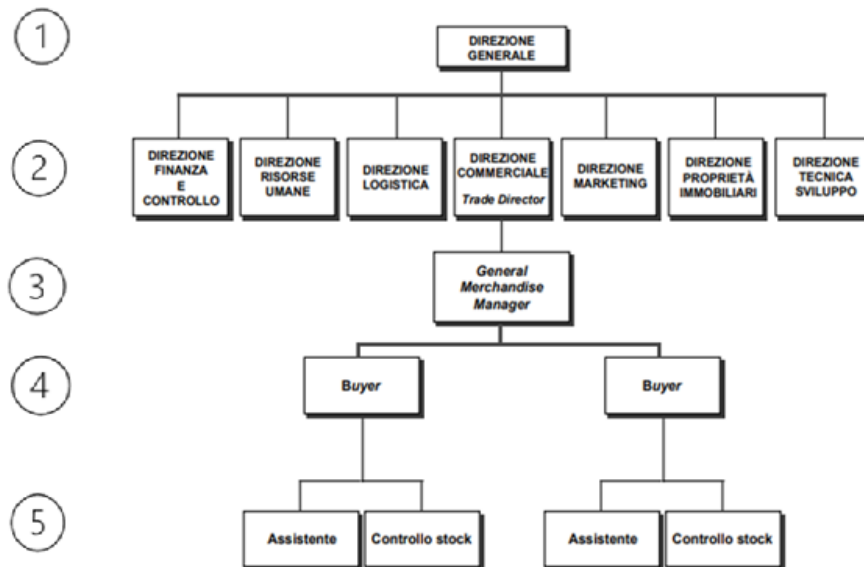 1
DIREZIONE
GENERALE
2
DIREZIONE
FINANZA
E
CONTROLLO
DIREZIONE
RISORSE
UMANE
DIREZIONE
LOGISTICA
DIREZIONE
COMMERCIALE
Trade Director
DIREZIONE
MARKETING
DIREZIONE
PROPRIETÀ
IMMOBILIARI
DIREZIONE
TECNICA
SVILUPPO
3
General
Merchandise
Manager
4
Buyer
Buyer
5
Assistente
Controllo stock
Assistente
Controllo stock